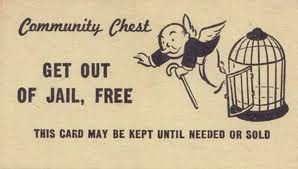 Community Chest
GET OUT
OF JAIL, FREE
THIS CARD MAY BE KEPT UNTIL NEEDED OR SOLD